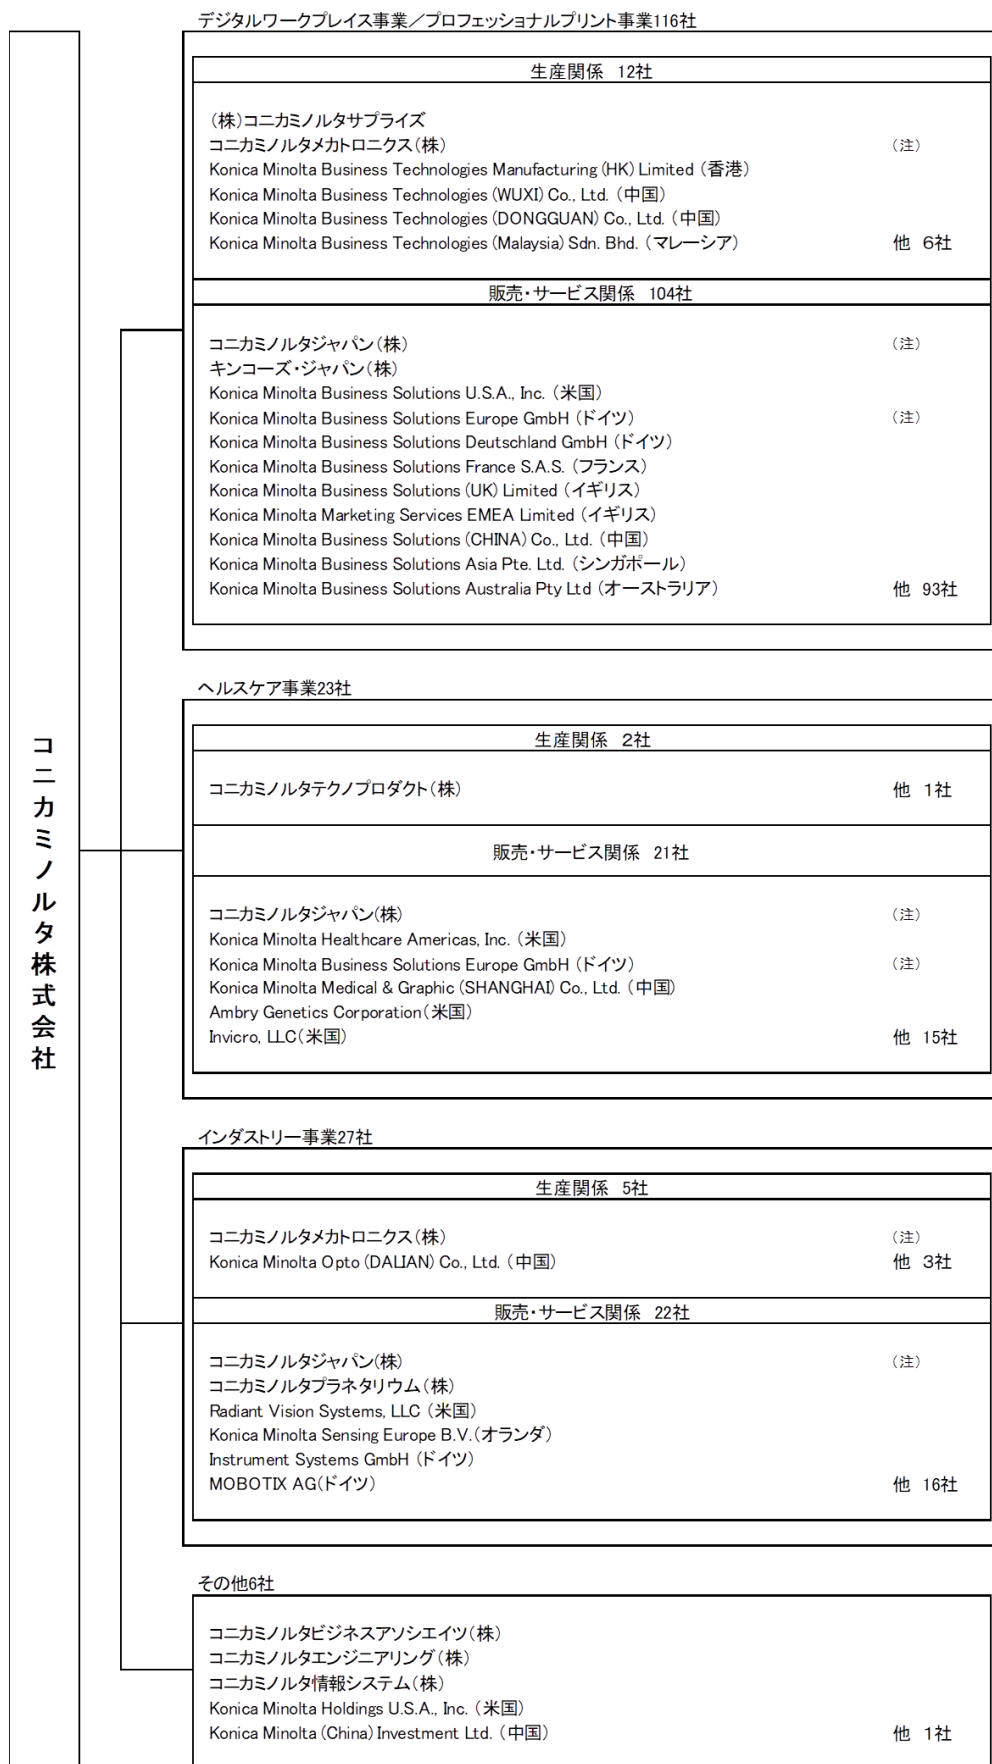 デジタルワークプレイス事業／プロフェッショナルプリント事業116社
生産関係 12社
(株)コニカミノルタサプライズ
コニカミノルタメカトロニクス(株) (注)
Konica Minolta Business Technologies Manufacturing (HK) Limited (香港)
Konica Minolta Business Technologies (WUXI) Co., Ltd. (中国)
Konica Minolta Business Technologies (DONGGUAN) Co., Ltd. (中国)
Konica Minolta Business Technologies (Malaysia) Sdn. Bhd. (マレーシア) 他 6社
販売・サービス関係 104社
コニカミノルタジャパン(株) (注)
キンコーズ・ジャパン(株)
Konica Minolta Business Solutions U.S.A., Inc. (米国)
Konica Minolta Business Solutions Europe GmbH (ドイツ) (注)
Konica Minolta Business Solutions Deutschland GmbH (ドイツ)
Konica Minolta Business Solutions France S.A.S. (フランス)
Konica Minolta Business Solutions (UK) Limited (イギリス)
Konica Minolta Marketing Services EMEA Limited (イギリス)
Konica Minolta Business Solutions (CHINA) Co., Ltd. (中国)
Konica Minolta Business Solutions Asia Pte. Ltd. (シンガポール)
Konica Minolta Business Solutions Australia Pty Ltd (オーストラリア) 他 93社
コニカミノルタ株式会社
ヘルスケア事業23社
生産関係 2社
コニカミノルタテクノプロダクト(株) 他 1社
販売・サービス関係 21社
コニカミノルタジャパン(株) (注)
Konica Minolta Healthcare Americas, Inc. (米国)
Konica Minolta Business Solutions Europe GmbH (ドイツ) (注)
Konica Minolta Medical & Graphic (SHANGHAI) Co., Ltd. (中国)
Ambry Genetics Corporation(米国)
Invicro, LLC(米国) 他 15社
インダストリー事業27社
生産関係 5社
コニカミノルタメカトロニクス(株) (注)
Konica Minolta Opto (DALIAN) Co., Ltd. (中国) 他 3社
販売・サービス関係 22社
コニカミノルタジャパン(株) (注)
コニカミノルタプラネタリウム(株)
Radiant Vision Systems, LLC (米国)
Konica Minolta Sensing Europe B.V.(オランダ)
Instrument Systems GmbH (ドイツ)
MOBOTIX AG(ドイツ) 他 16社
その他6社
コニカミノルタビジネスアソシエイツ(株)
コニカミノルタエンジニアリング(株)
コニカミノルタ情報システム(株)
Konica Minolta Holdings U.S.A., Inc. (米国)
Konica Minolta (China) Investment Ltd. (中国) 他 1社